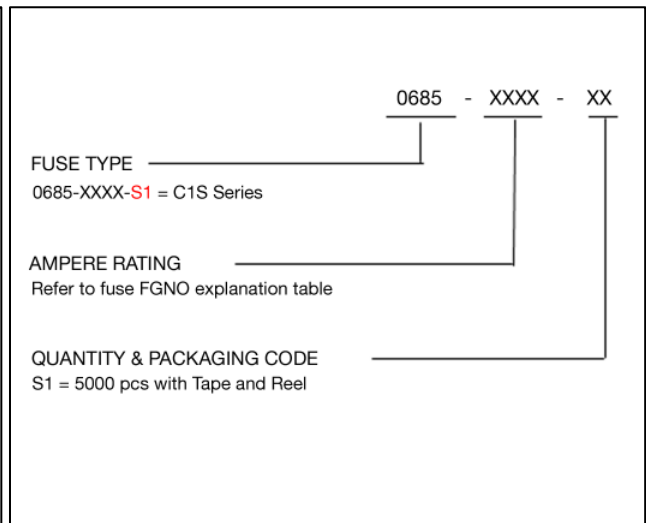 0685 - XXXX - XX
FUSE TYPE
0685-XXXX-S1 = C1S Series
AMPERE RATING
Refer to fuse FGNO explanation table
QUANTITY & PACKAGING CODE
S1 = 5000 pcs with Tape and Reel